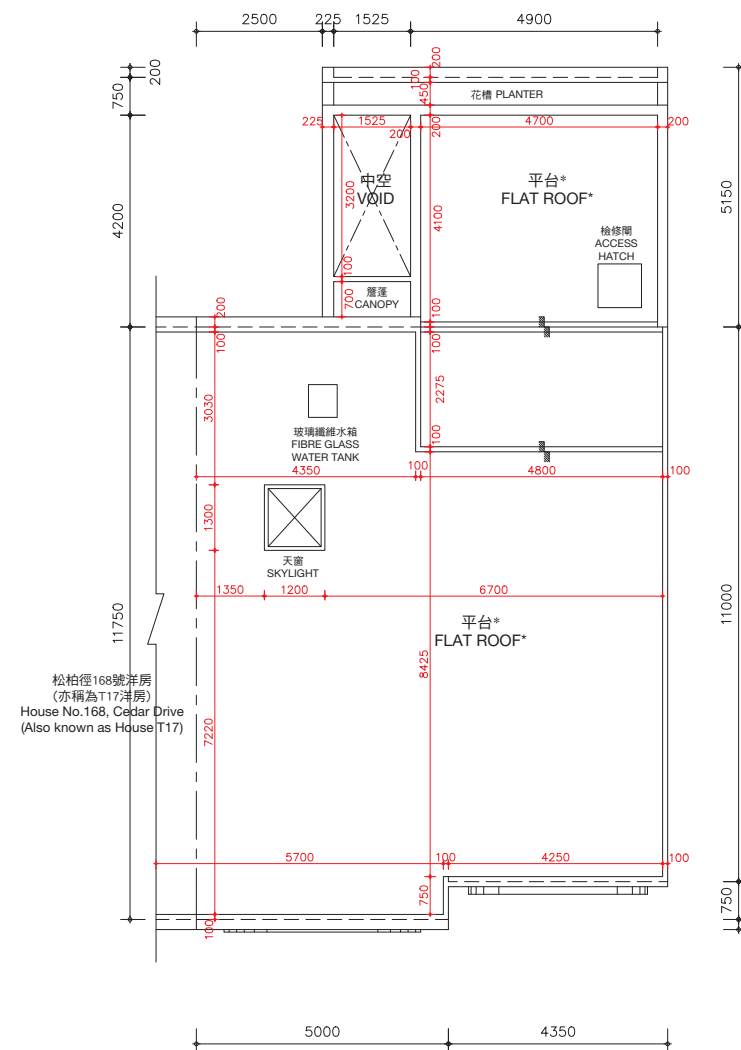 2500
225
1525
4900
200
750
200
100
450
花槽 PLANTER
225
1525
200
200
4700
200
中空
VOID
3200
平台*
FLAT ROOF*
4200
4100
5150
檢修閘
ACCESS
HATCH
100
簷蓬
CANOPY
700
200
100
100
100
3030
2275
玻璃纖維水箱
FIBRE GLASS
WATER TANK
100
4350
100
4800
100
1300
天窗
SKYLIGHT
1350
1200
6700
11750
平台*
FLAT ROOF*
8425
11000
松柏徑168號洋房
（亦稱為T17洋房）
House No.168, Cedar Drive
(Also known as House T17)
7220
5700
100
4250
100
750
750
100
5000
4350